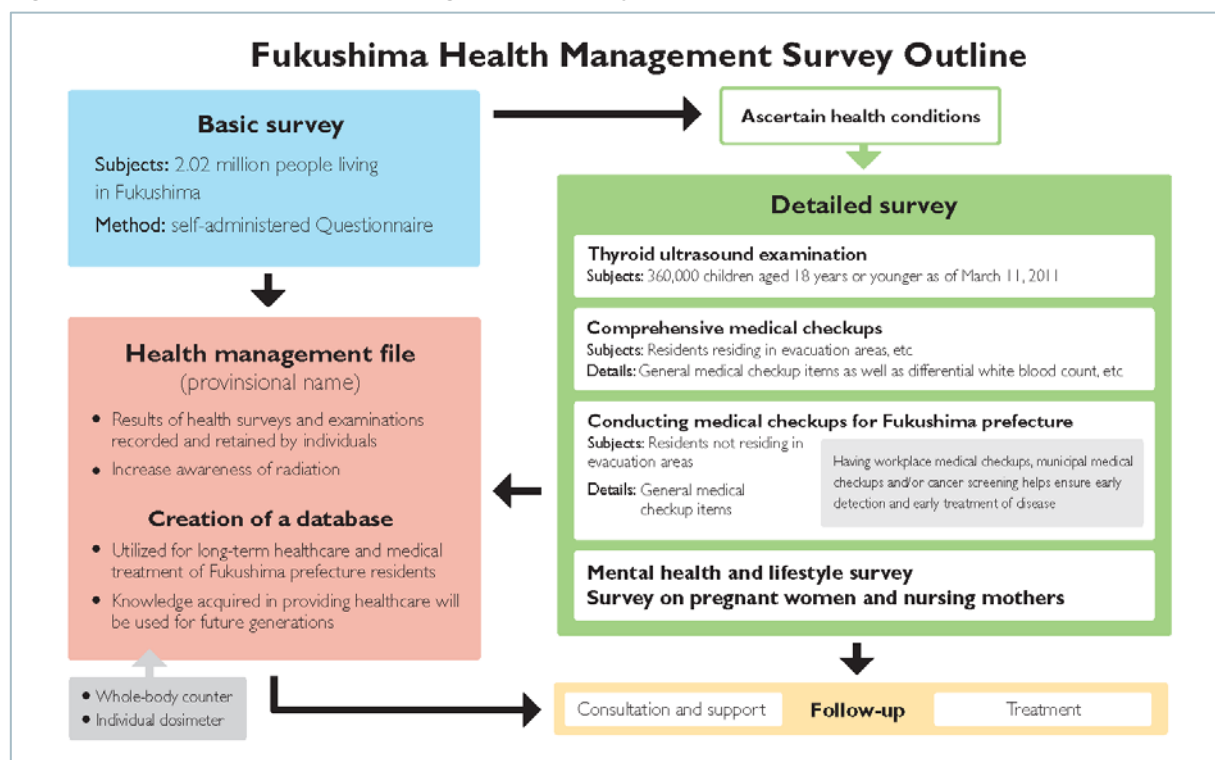 Fukushima Health Management Survey Outline
Basic survey
Subjects: 2.02 million people living
in Fukushima
Method: self-administered Questionnaire
Ascertain health conditions
Detailed survey
Thyroid ultrasound examination
Subjects: 360,000 children aged 18 years or younger as of March 11, 2011
Comprehensive medical checkups
Subjects: Residents residing in evacuation areas, etc
Details: General medical checkup items as well as differential white blood count, etc
Conducting medical checkups for Fukushima prefecture
Subjects: Residents not residing in
evacuation areas
Details: General medical
checkup items
Having workplace medical checkups, municipal medical
checkups and/or cancer screening helps ensure early
detection and early treatment of disease
Mental health and lifestyle survey
Survey on pregnant women and nursing mothers
Health management file
(provinsional name)
• Results of health surveys and examinations
recorded and retained by individuals
• Increase awareness of radiation
Creation of a database
• Utilized for long-term healthcare and medical
treatment of Fukushima prefecture residents
• Knowledge acquired in providing healthcare will
be used for future generations
• Whole-body counter
• Individual dosimeter
Consultation and support
Follow-up
Treatment